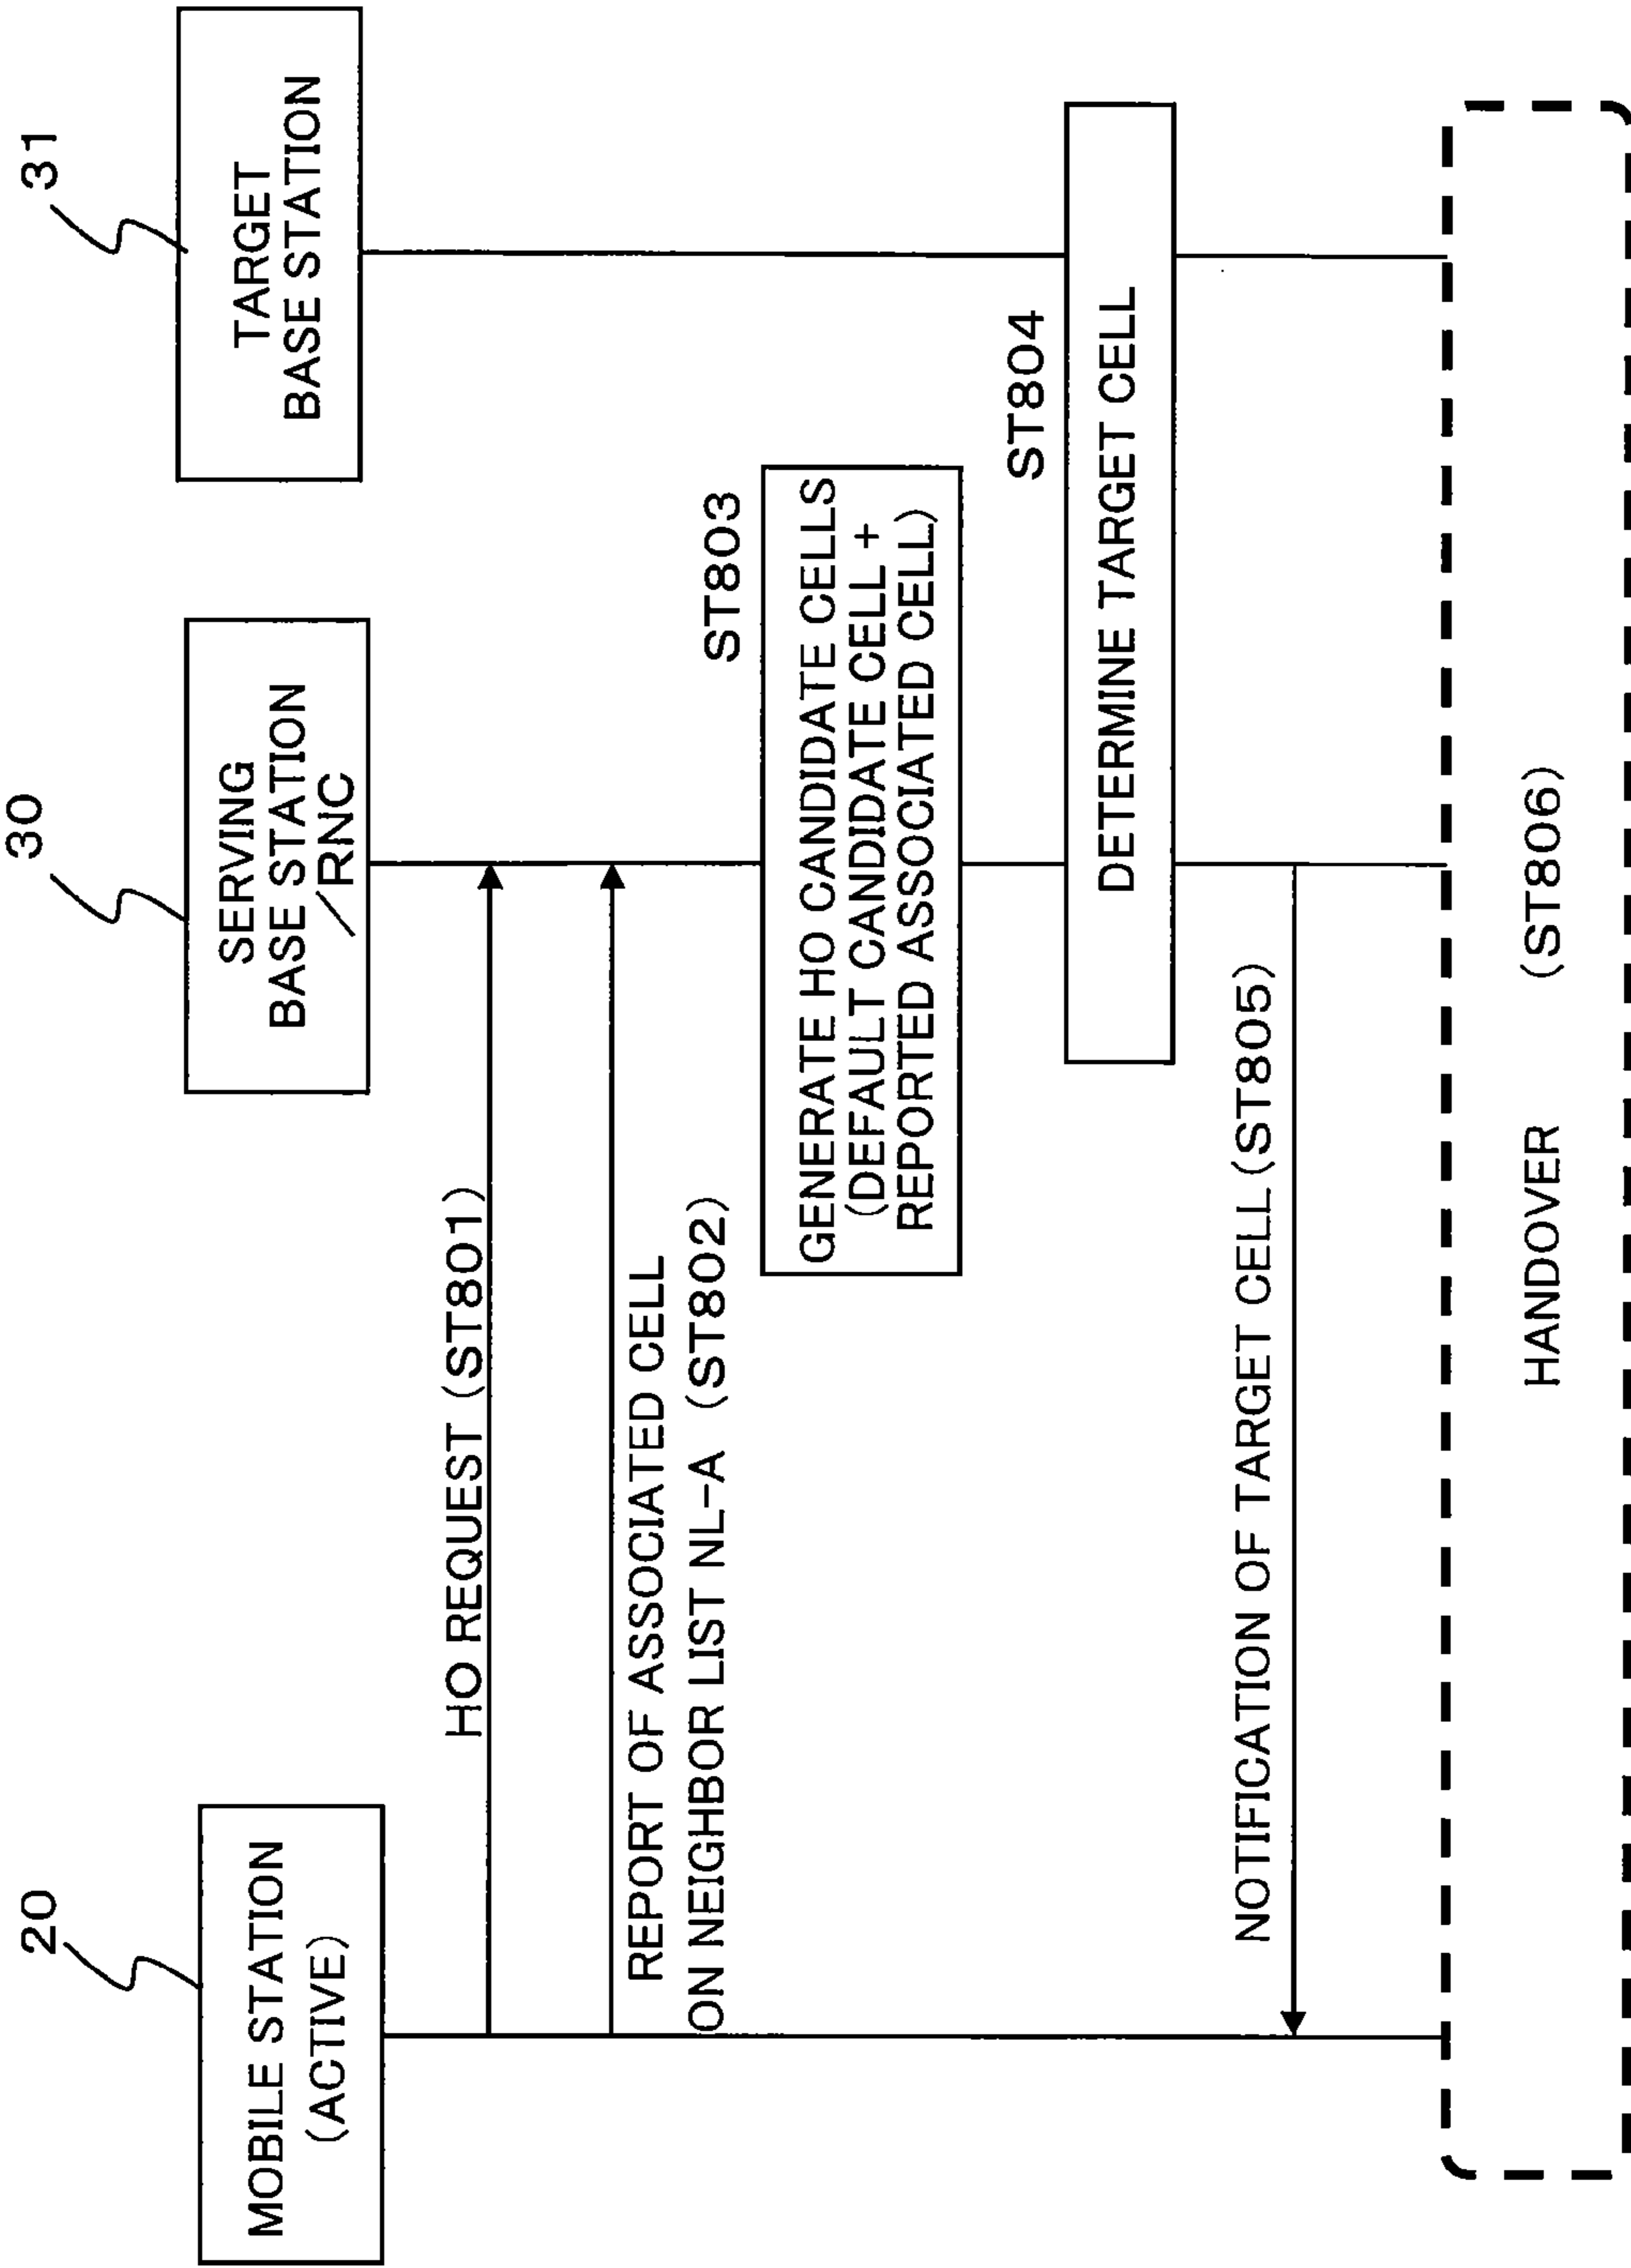 20
MOBILE STATION
(ACTIVE)
30
SERVING
BASE STATION
/RNC
31
TARGET
BASE STATION
HO REQUEST (ST801)
REPORT OF ASSOCIATED CELL
ON NEIGHBOR LIST NL-A (ST802)
ST803
GENERATE HO CANDIDATE CELLS
(DEFAULT CANDIDATE CELL +
REPORTED ASSOCIATED CELL)
ST804
DETERMINE TARGET CELL
NOTIFICATION OF TARGET CELL(ST805)
HANDOVER (ST806)